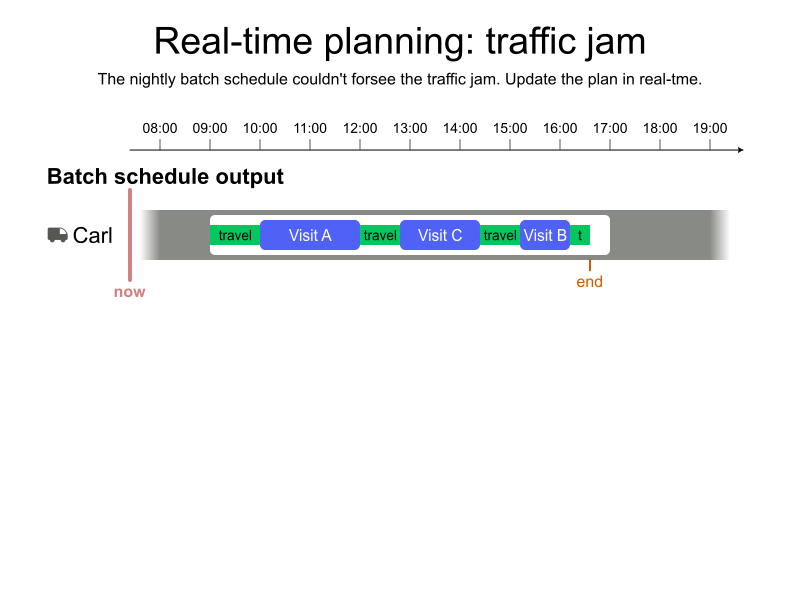 Real-time planning: traffic jam
The nightly batch schedule couldn't forsee the traffic jam. Update the plan in real-tme.
08:00 09:00 10:00 11:00 12:00 13:00 14:00 15:00 16:00 17:00 18:00 19:00
Batch schedule output
Carl travel Visit A travel Visit C travel Visit B t
end
now